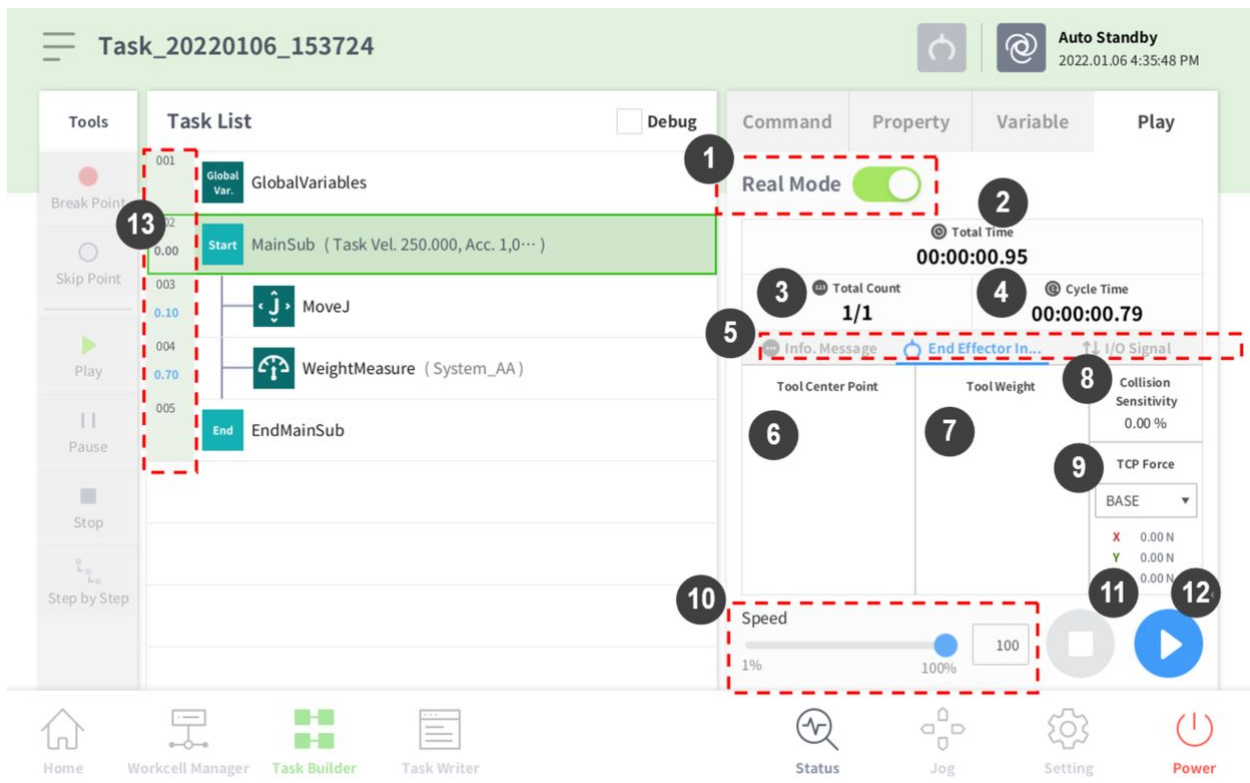 Task_20220106_153724
Auto Standby
2022.01.06 4:35:48 PM
Tools
Break Point
Skip Point
Play
Pause
Stop
Step by Step
Task List
Debug
001
Global
Var.
GlobalVariables
13
02
0.00
Start
MainSub (Task Vel. 250.000, Acc. 1,0⋯)
003
0.10
MoveJ
004
0.70
WeightMeasure (System_AA)
005
End
EndMainSub
Command
Property
Variable
Play
1
Real Mode
2
Total Time
00:00:00.95
3
123
Total Count
1/1
4
Cycle Time
00:00:00.79
5
Info. Message
End Effector In...
I/O Signal
Tool Center Point
6
Tool Weight
7
8
Collision
Sensitivity
0.00 %
9
TCP Force
BASE
X 0.00 N
Y 0.00 N
0.00 N
10
Speed
1%
100%
100
11
12
Home
Workcell Manager
Task Builder
Task Writer
Status
Jog
Setting
Power